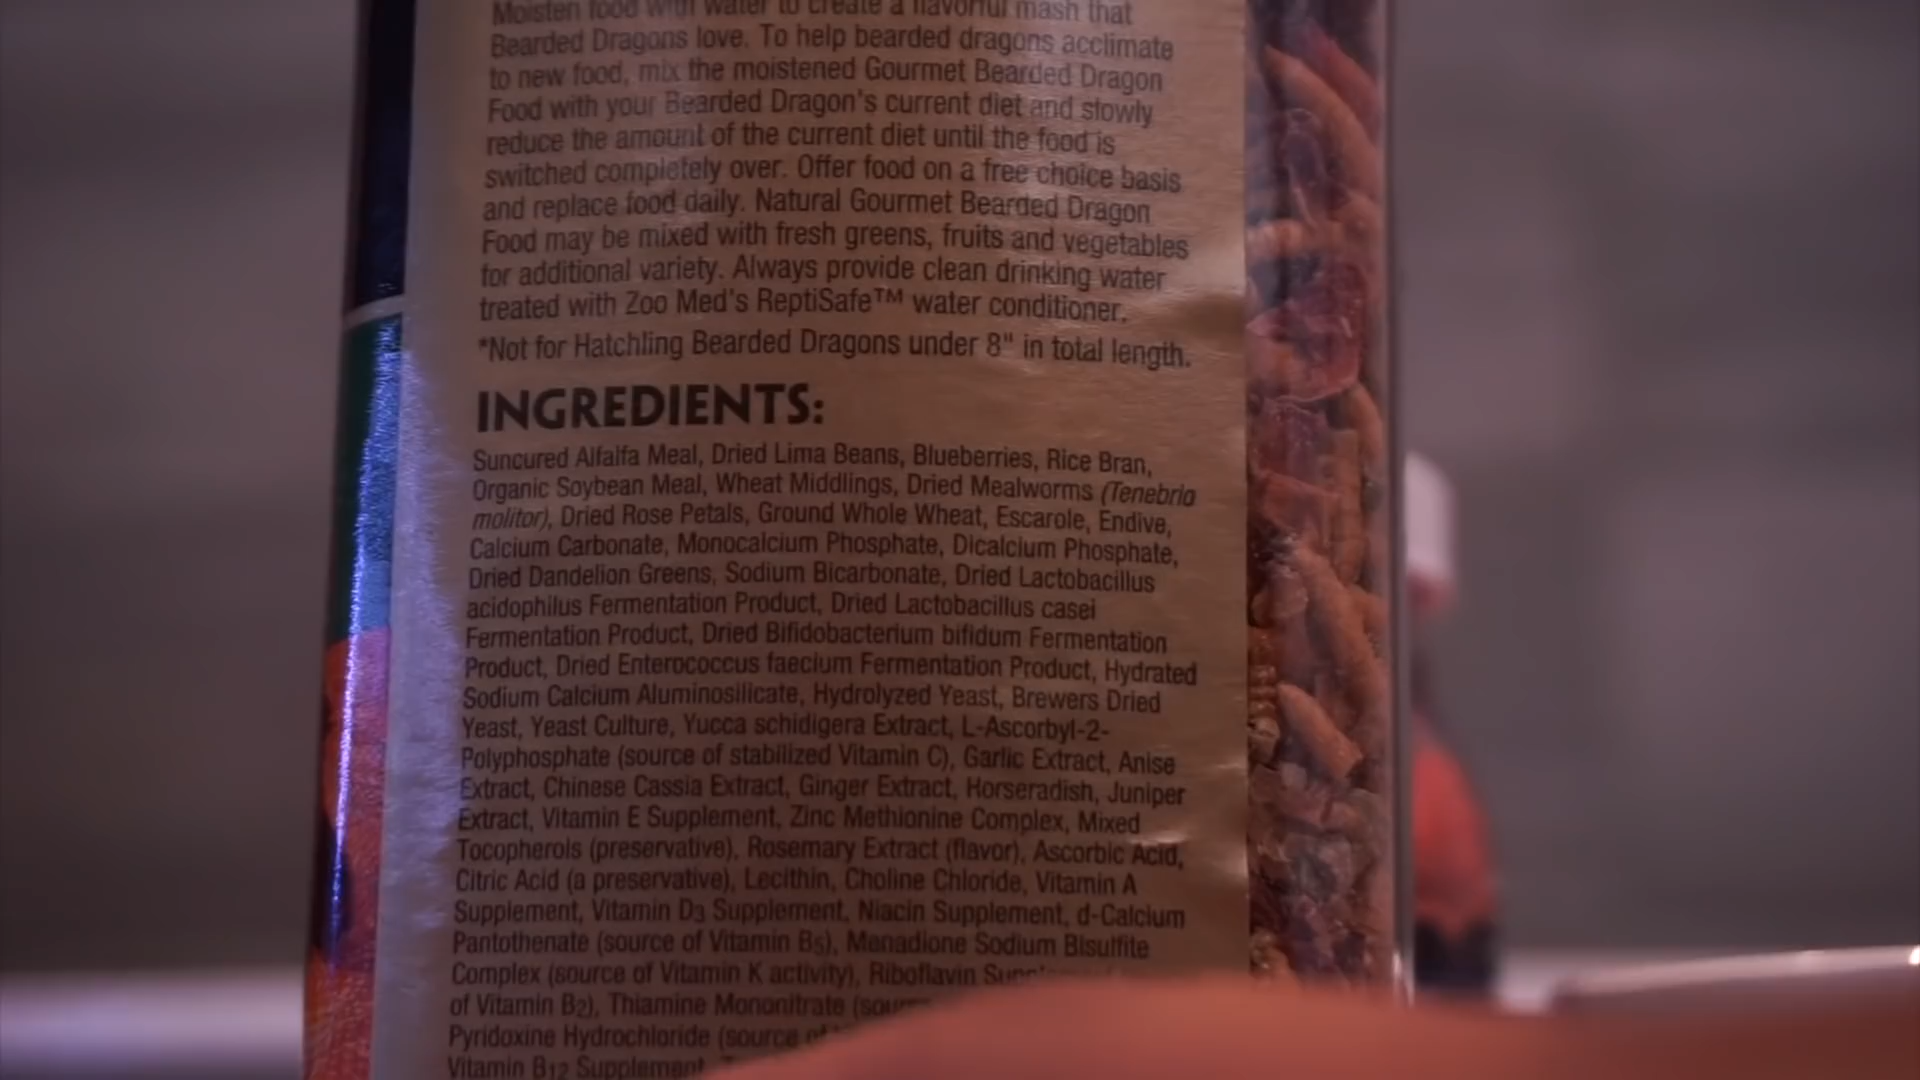 Moisten food with water to create a flavorful mash that
Bearded Dragons love. To help bearded dragons acclimate
to new food, mix the moistened Gourmet Bearded Dragon
Food with your Bearded Dragon's current diet and slowly
reduce the amount of the current diet until the food is
switched completely over. Offer food on a free choice basis
and replace food daily. Natural Gourmet Bearded Dragon
Food may be mixed with fresh greens, fruits and vegetables
for additional variety. Always provide clean drinking water
treated with Zoo Med's ReptiSafe™ water conditioner.
*Not for Hatchling Bearded Dragons under 8" in total length.
INGREDIENTS:
Suncured Alfalfa Meal, Dried Lima Beans, Blueberries, Rice Bran,
Organic Soybean Meal, Wheat Middlings, Dried Mealworms (Tenebrio
molitor), Dried Rose Petals, Ground Whole Wheat, Escarole, Endive,
Calcium Carbonate, Monocalcium Phosphate, Dicalcium Phosphate,
Dried Dandelion Greens, Sodium Bicarbonate, Dried Lactobacillus
acidophilus Fermentation Product, Dried Lactobacillus casei
Fermentation Product, Dried Bifidobacterium bifidum Fermentation
Product, Dried Enterococcus faecium Fermentation Product, Hydrated
Sodium Calcium Aluminosilicate, Hydrolyzed Yeast, Brewers Dried
Yeast, Yeast Culture, Yucca schidigera Extract, L-Ascorbyl-2-
Polyphosphate (source of stabilized Vitamin C), Garlic Extract, Anise
Extract, Chinese Cassia Extract, Ginger Extract, Horseradish, Juniper
Extract, Vitamin E Supplement, Zinc Methionine Complex, Mixed
Tocopherols (preservative), Rosemary Extract (flavor), Ascorbic Acid,
Citric Acid (a preservative), Lecithin, Choline Chloride, Vitamin A
Supplement, Vitamin D3 Supplement, Niacin Supplement, d-Calcium
Pantothenate (source of Vitamin B5), Menadione Sodium Bisulfite
Complex (source of Vitamin K activity), Riboflavin
of Vitamin B2), Thiamine Mononitrate
Pyridoxine Hydrochloride (source of
Vitamin B12 Supplement,